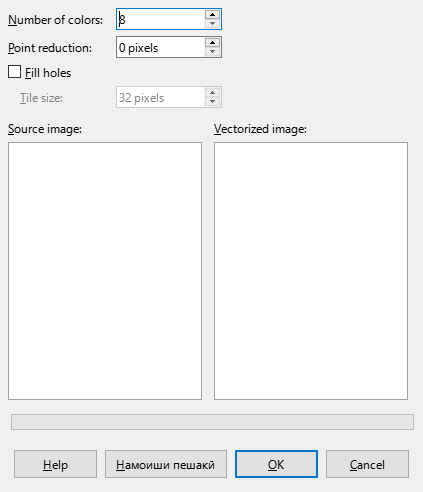 Number of colors: 8
Point reduction: 0 pixels
Fill holes
Tile size: 32 pixels
Source image: Vectorized image:
Help Намоиши пешакӣ OK Cancel